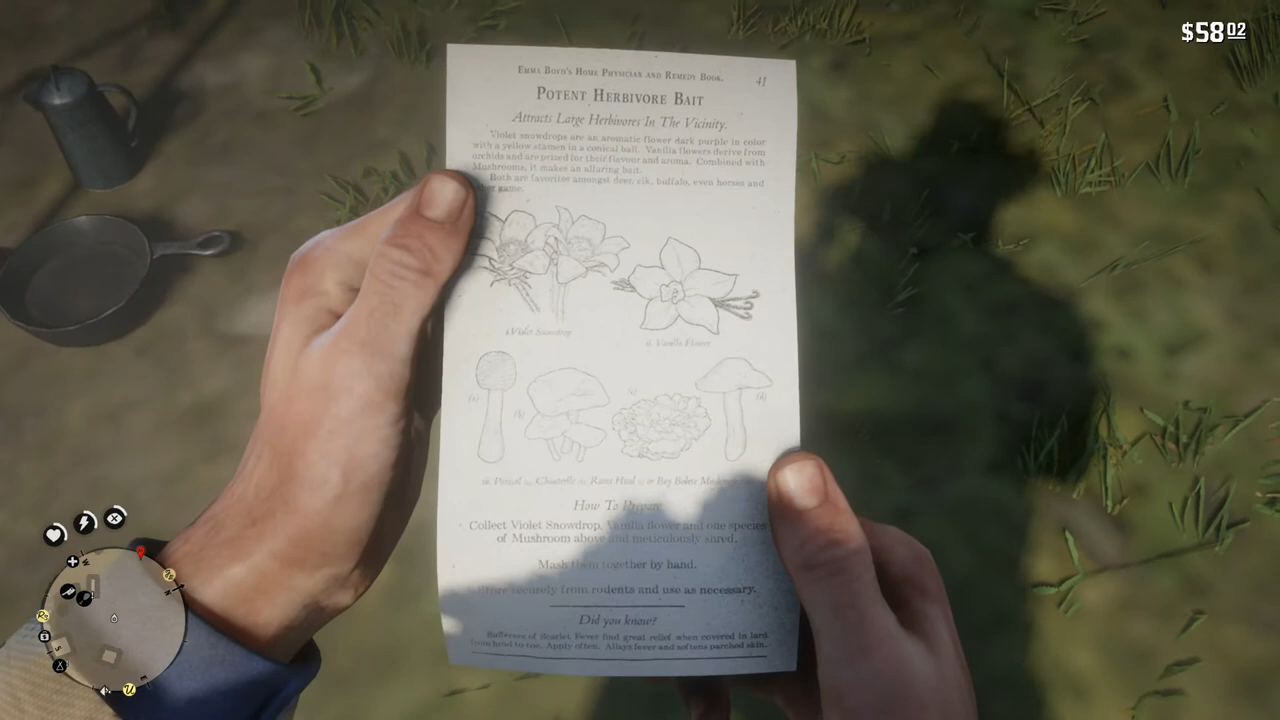 $58 02
EMMA BOYD'S HOME PHYSICIAN AND REMEDY BOOK.
41
POTENT HERBIVORE BAIT
Attracts Large Herbivores In The Vicinity.
Violet snowdrops are an aromatic flower dark purple in color
with a yellow stamen in a conical ball. Vanilla flowers derive from
orchids and are prized for their flavour and aroma. Combined with
Mushrooms, it makes an alluring bait.
Both are favorites amongst deer, elk, buffalo, even horses and
game.
i. Violet Snowdrop
ii. Vanilla Flower
(a)
(b)
(c)
(d)
iii. Parasol Chanterelle Rams Head or Bay Bolete
How To Prepare
Collect Violet Snowdrop, Vanilla flower and one species
of Mushroom above and meticulously shred.
Mash them together by hand.
Store securely from rodents and use as necessary.
Did you know?
Sufferers of Scarlet Fever find great relief when covered in lard
from head to toe. Apply often. Allays fever and softens parched skin.